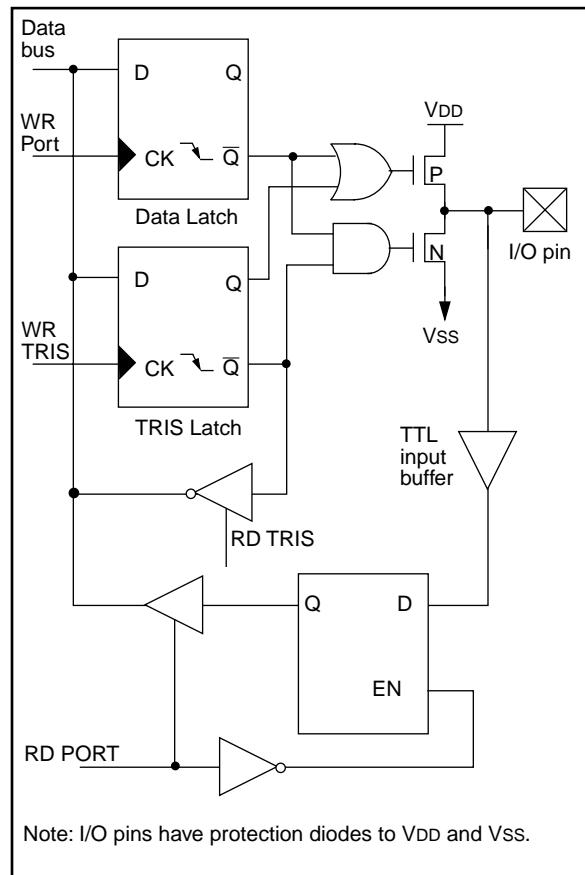 Data
bus
D Q
WR
Port
CK Q
Data Latch
VDD
P
I/O pin
N
VSS
D Q
WR
TRIS
CK Q
TRIS Latch
TTL
input
buffer
RD TRIS
Q D
EN
RD PORT
Note: I/O pins have protection diodes to VDD and VSS.